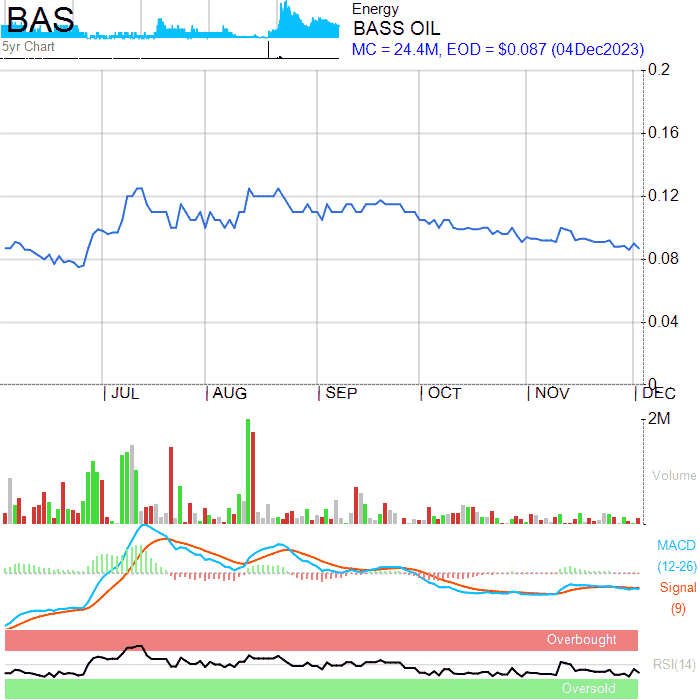 BAS
5yr Chart
Energy
BASS OIL
MC = 24.4M, EOD = $0.087 (04Dec2023)
0.2
0.16
0.12
0.08
0.04
0
JUL AUG SEP OCT NOV DEC
2M
Volume
MACD
(12-26)
Signal
(9)
Overbought
RSI(14)
Oversold